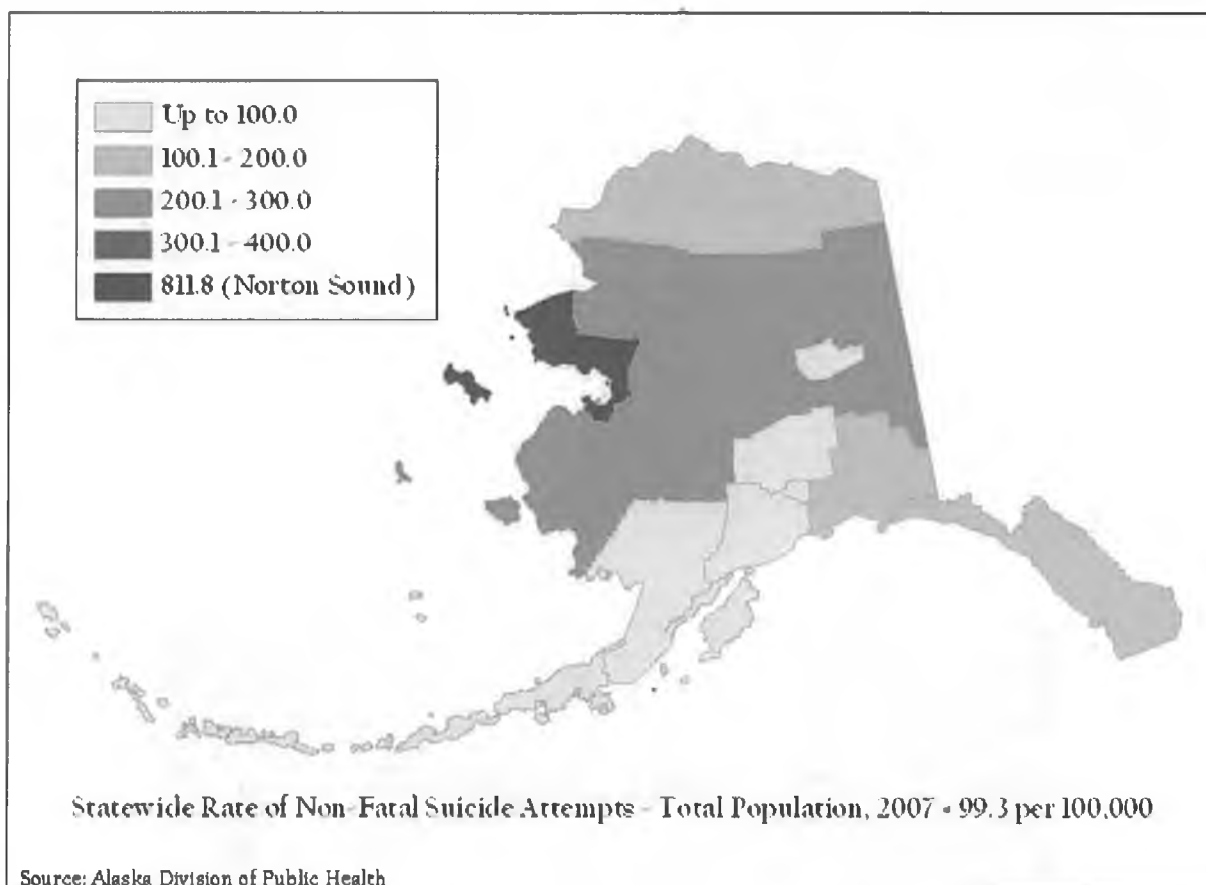 Up to 100.0
100.1 - 200.0
200.1 - 300.0
300.1 - 400.0
811.8 (Norton Sound)
Statewide Rate of Non-Fatal Suicide Attempts - Total Population, 2007 - 99.3 per 100,000
Source: Alaska Division of Public Health